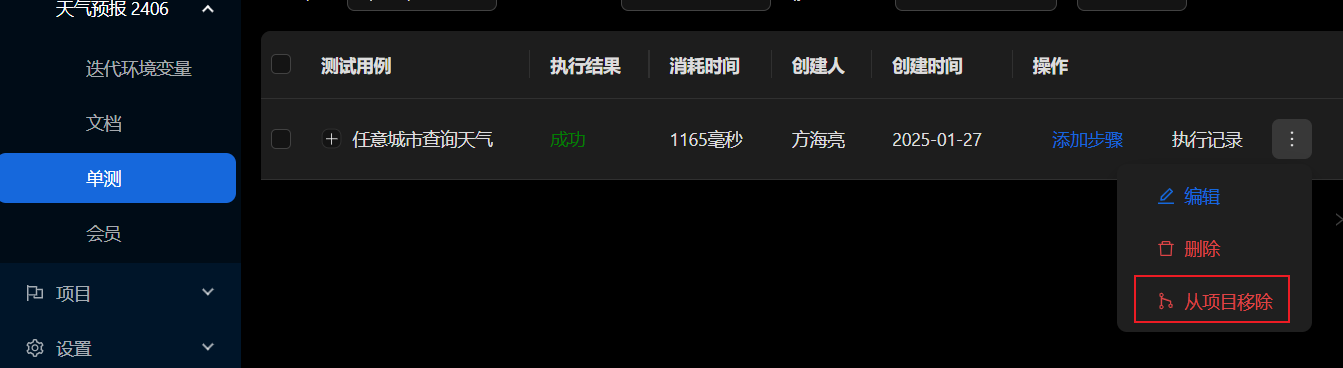 天气预报 2406
迭代环境变量
文档
单测
会员
项目
设置
测试用例 执行结果 消耗时间 创建人 创建时间 操作
任意城市查询天气 成功 1165毫秒 方海亮 2025-01-27 添加步骤 执行记录
编辑
删除
从项目移除